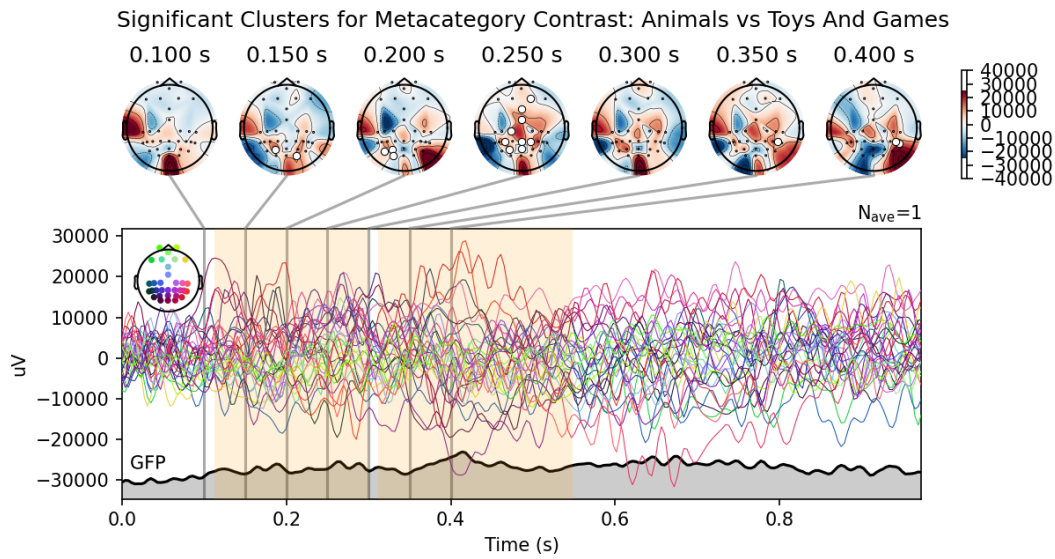 Significant Clusters for Metacategory Contrast: Animals vs Toys And Games
0.100 s 0.150 s 0.200 s 0.250 s 0.300 s 0.350 s 0.400 s
40000
30000
20000
10000
0
−10000
−20000
−30000
−40000
Nave=1
30000
20000
10000
0
−10000
−20000
−30000
uV
GFP
0.0 0.2 0.4 0.6 0.8
Time (s)